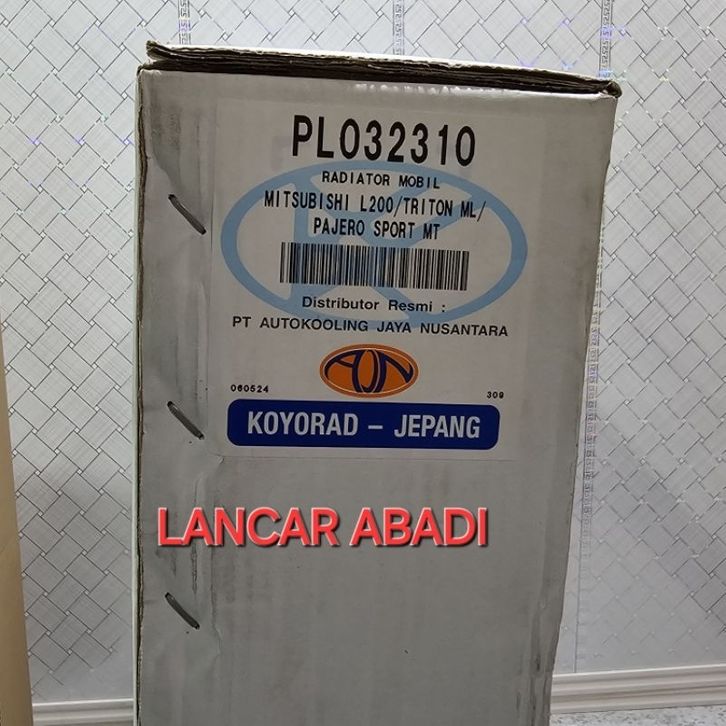 PL032310
RADIATOR MOBIL
MITSUBISHI L200/TRITON ML/
PAJERO SPORT MT
Distributor Resmi :
PT AUTOKOOLING JAYA NUSANTARA
AJN
060524 309
KOYORAD – JEPANG
LANCAR ABADI